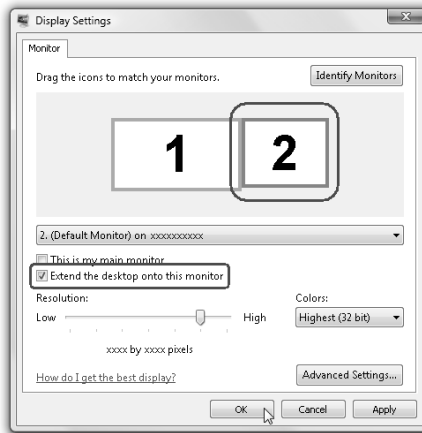 Display Settings
Monitor
Drag the icons to match your monitors.
Identify Monitors
1
2
2. (Default Monitor) on xxxxxxxxxx
This is my main monitor
Extend the desktop onto this monitor
Resolution:
Colors:
Low
High
Highest (32 bit)
xxxx by xxxx pixels
How do I get the best display?
Advanced Settings...
OK
Cancel
Apply